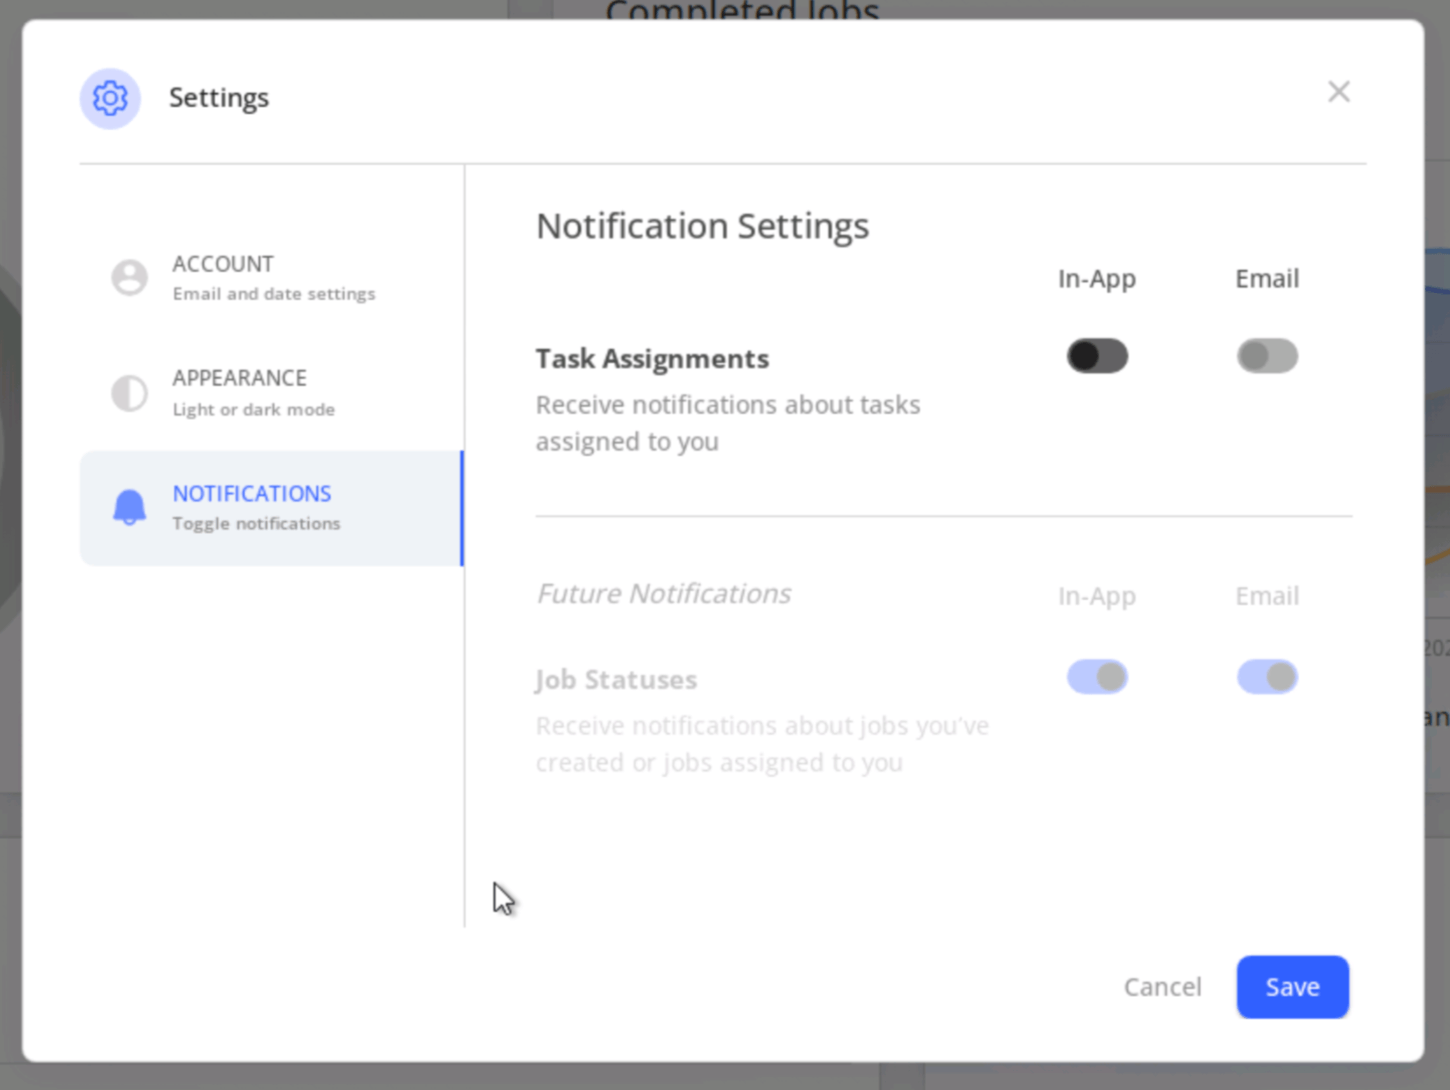 Completed Jobs
Settings
ACCOUNT
Email and date settings
APPEARANCE
Light or dark mode
NOTIFICATIONS
Toggle notifications
Notification Settings
In-App Email
Task Assignments
Receive notifications about tasks
assigned to you
Future Notifications In-App Email
Job Statuses
Receive notifications about jobs you've
created or jobs assigned to you
Cancel Save